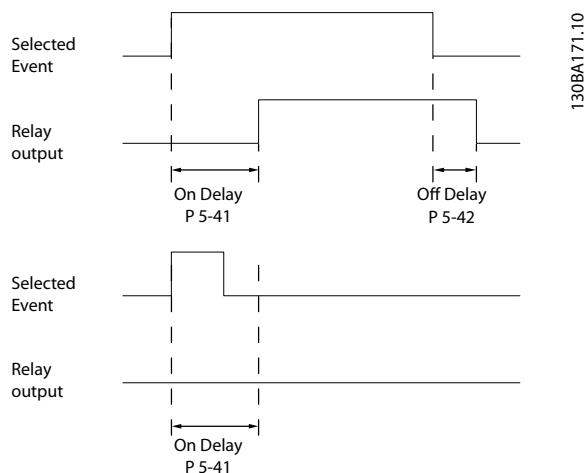 Selected
Event
Relay
output
On Delay
P 5-41
Off Delay
P 5-42
Selected
Event
Relay
output
On Delay
P 5-41
130BA171.10